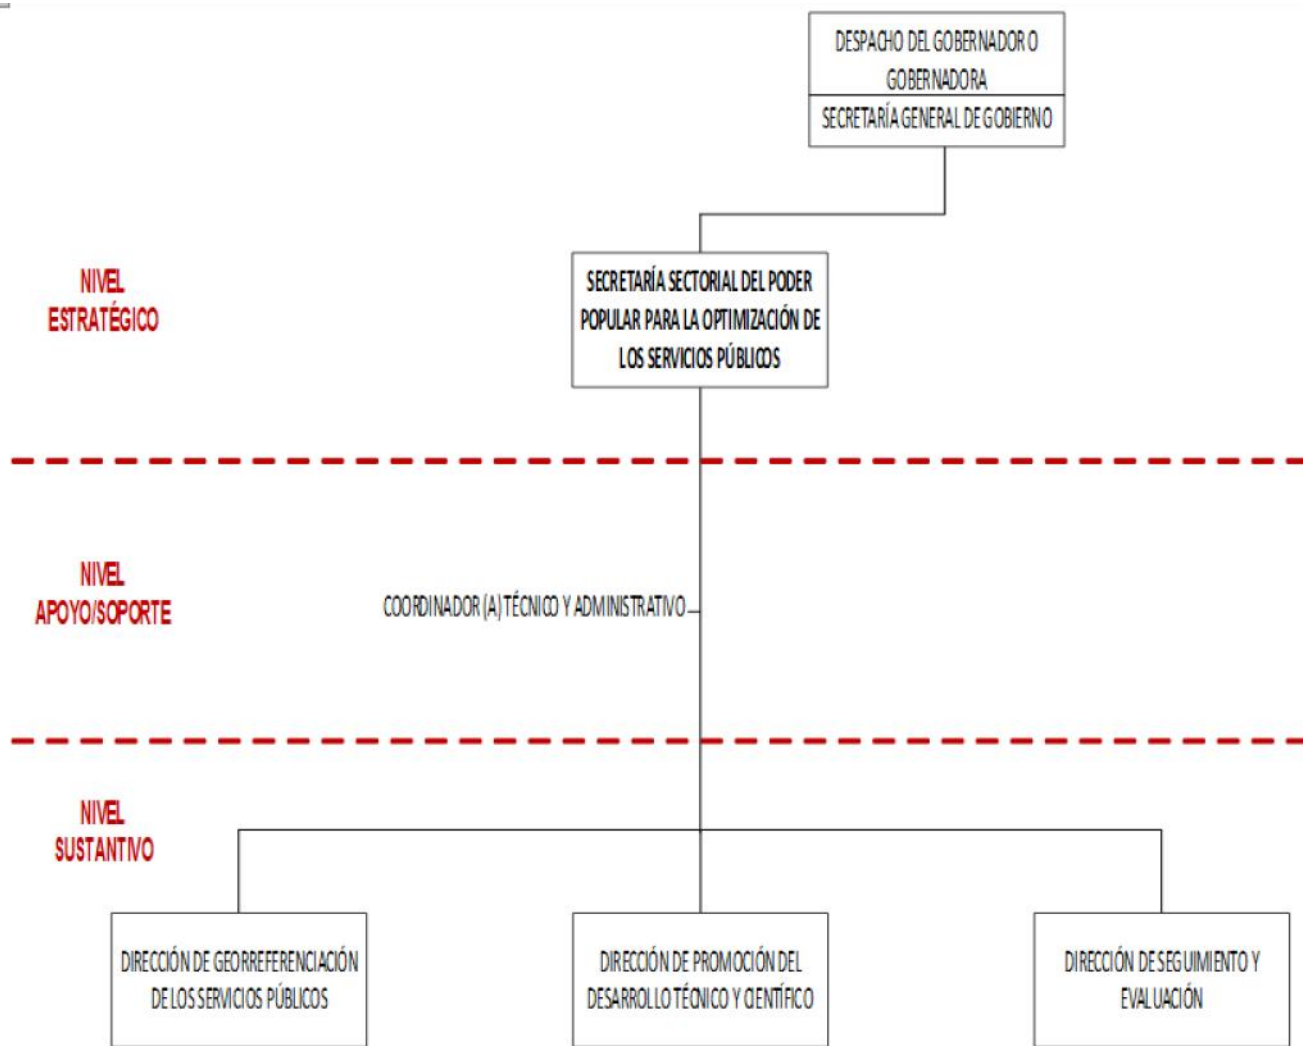 DESPACHO DEL GOBERNADOR O
GOBERNADORA
SECRETARÍA GENERAL DE GOBIERNO
NIVEL
ESTRATÉGICO
SECRETARÍA SECTORIAL DEL PODER
POPULAR PARA LA OPTIMIZACIÓN DE
LOS SERVICIOS PÚBLICOS
NIVEL
APOYO/SOPORTE
COORDINADOR (A) TÉCNICO Y ADMINISTRATIVO
NIVEL
SUSTANTIVO
DIRECCIÓN DE GEORREFERENCIACIÓN
DE LOS SERVICIOS PÚBLICOS
DIRECCIÓN DE PROMOCIÓN DEL
DESARROLLO TÉCNICO Y CIENTÍFICO
DIRECCIÓN DE SEGUIMIENTO Y
EVALUACIÓN